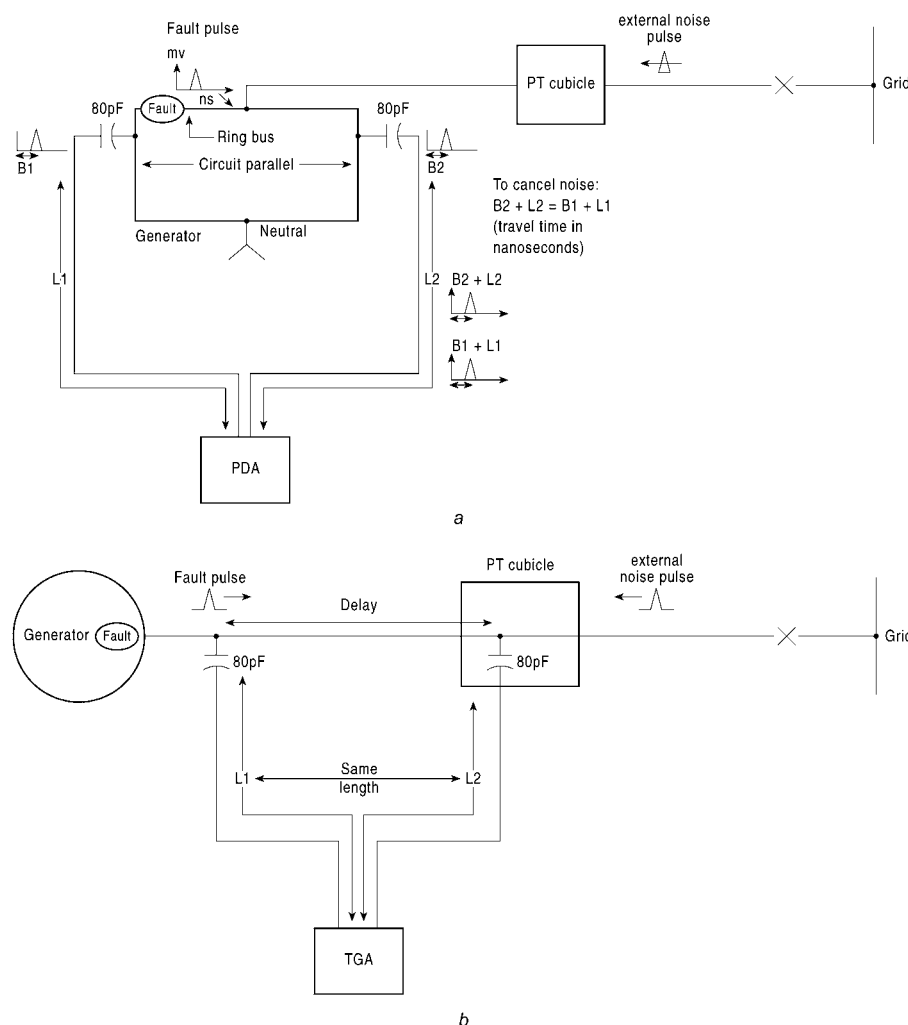 Fault pulse
mv
ns
external noise
pulse
PT cubicle
Grid
80pF
Fault
80pF
B1
Ring bus
B2
Circuit parallel
To cancel noise:
B2 + L2 = B1 + L1
(travel time in
nanoseconds)
Generator
Neutral
L1
L2
B2 + L2
B1 + L1
PDA
a
Fault pulse
PT cubicle
external
noise pulse
Delay
Generator
Fault
Grid
80pF
80pF
L1
Same
length
L2
TGA
b